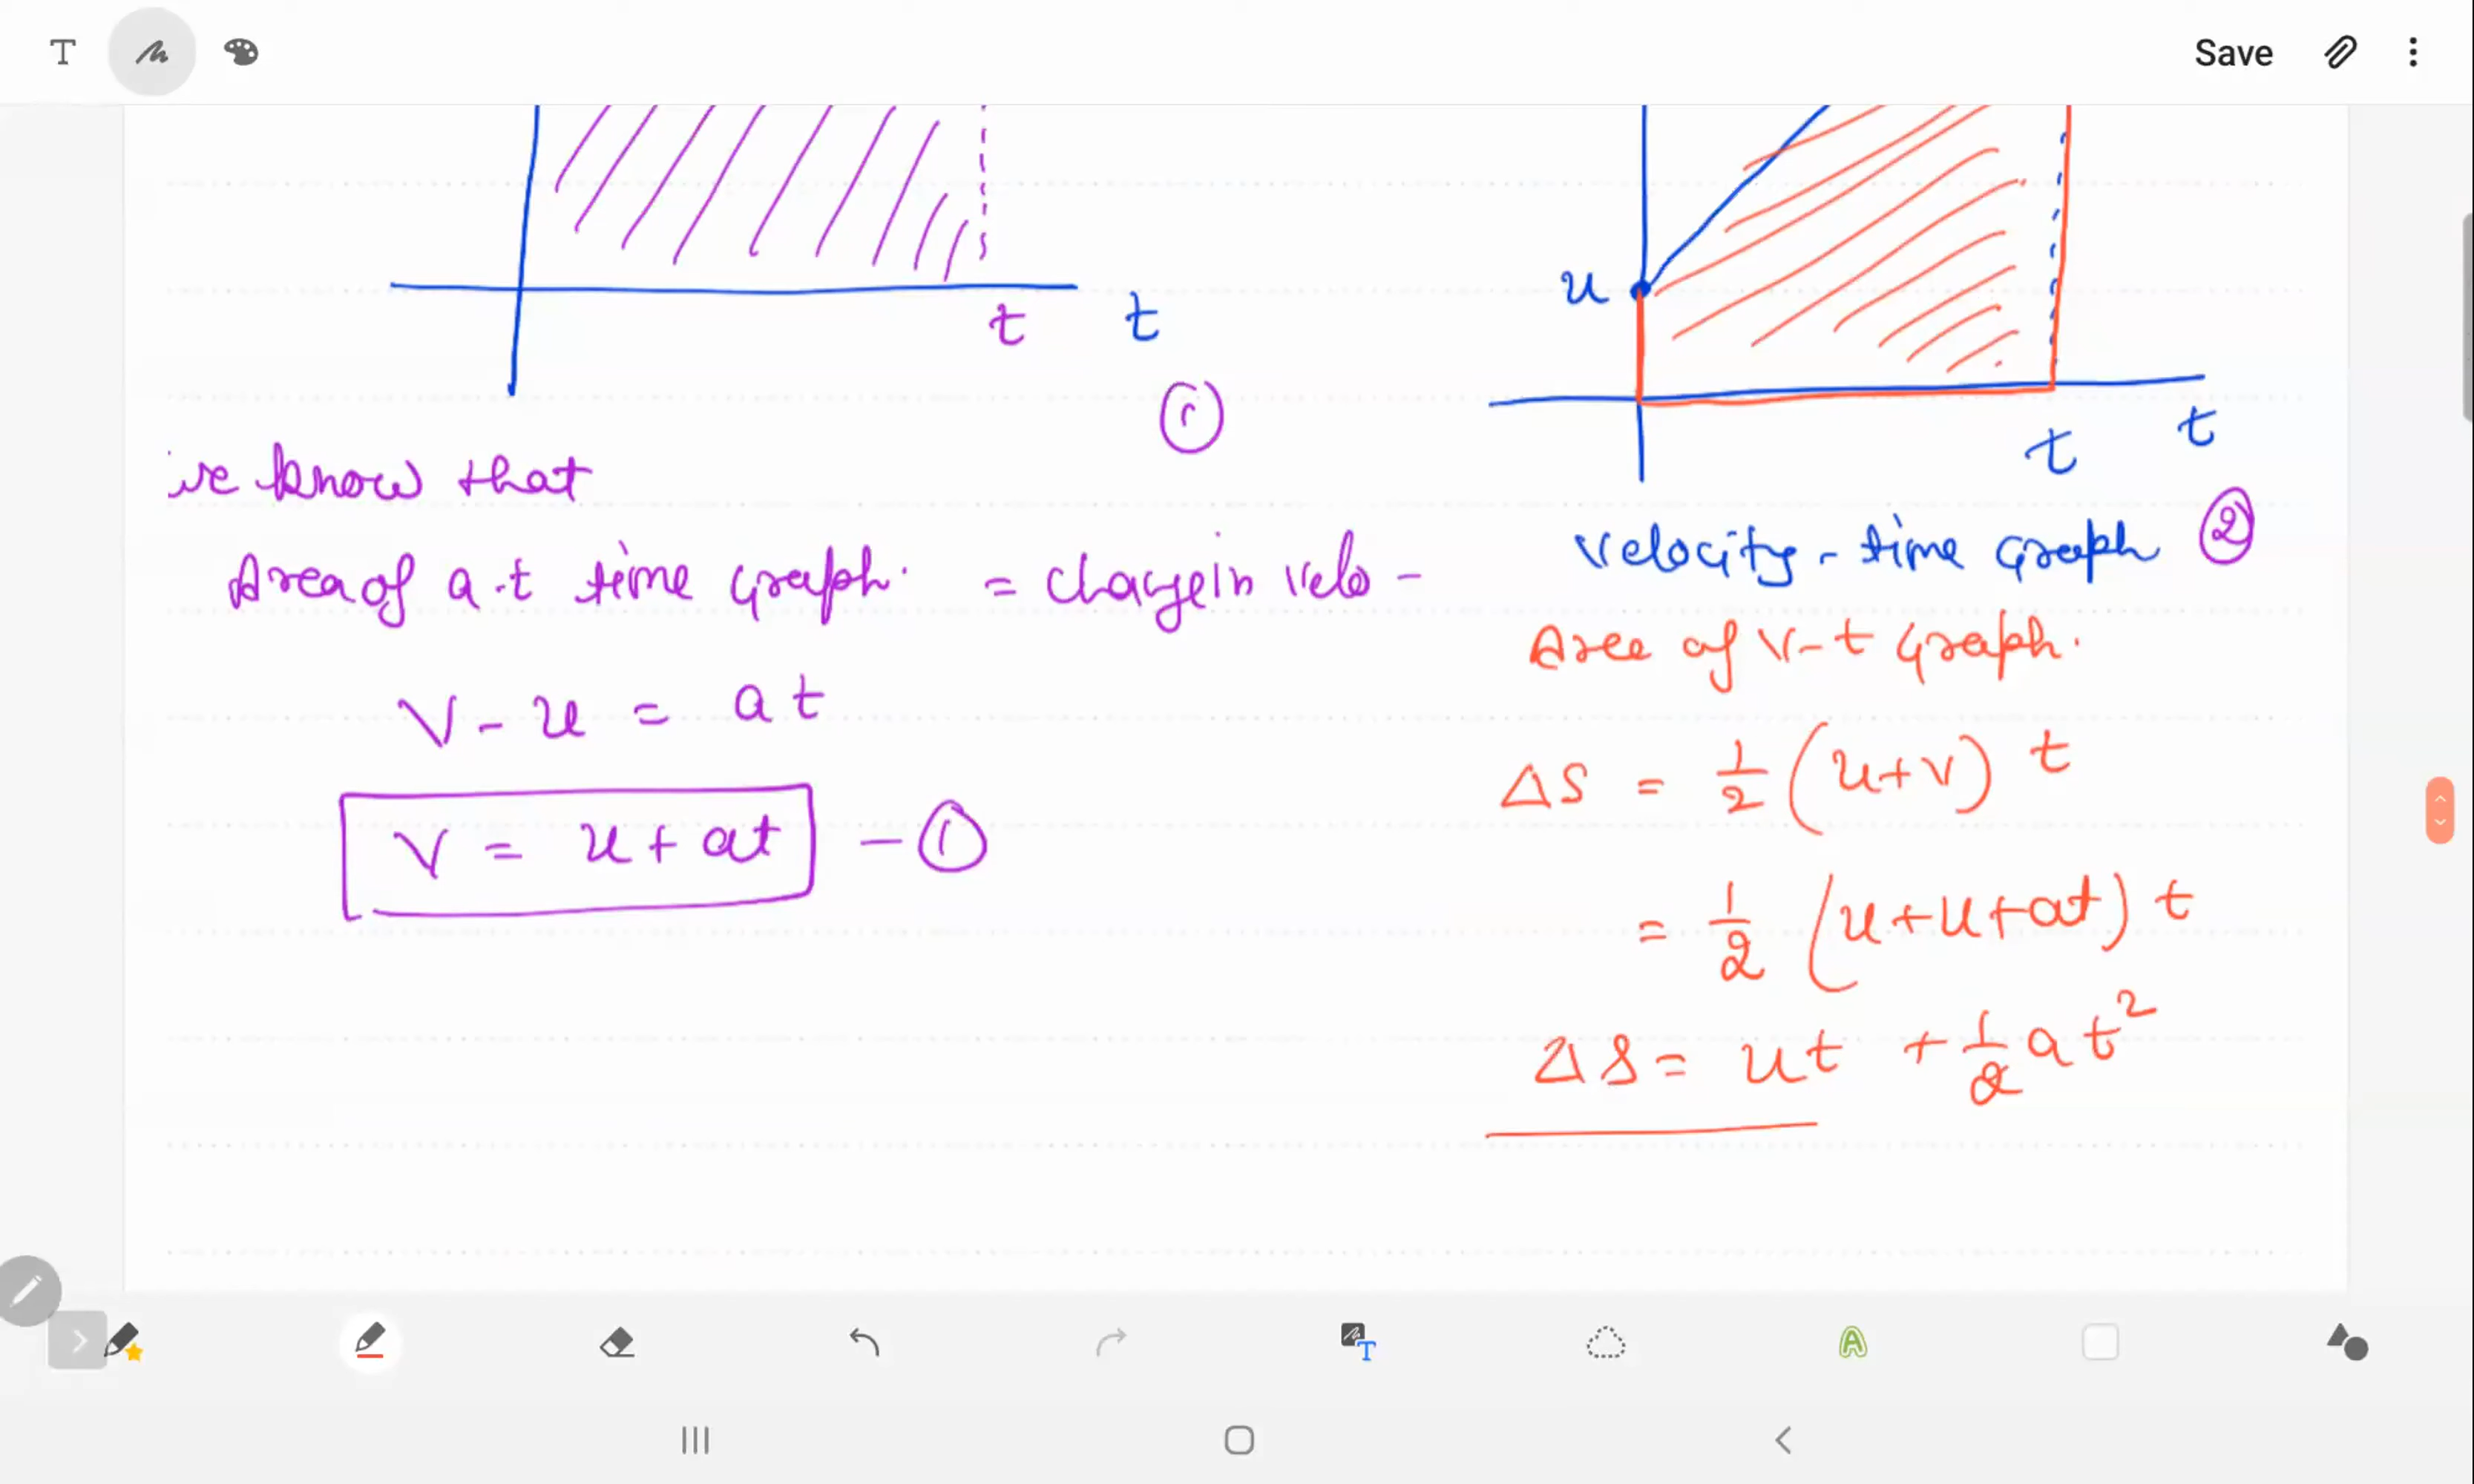 T Save
u
t t
t t
①
we know that
Area of a-t time Graph. = change in velo -
v - u = at
v = u + at - ①
Velocity - time Graph ②
Area of v-t Graph.
ΔS = 1/2 (u+v) t
= 1/2 (u+u+at) t
ΔS = ut + 1/2 at²